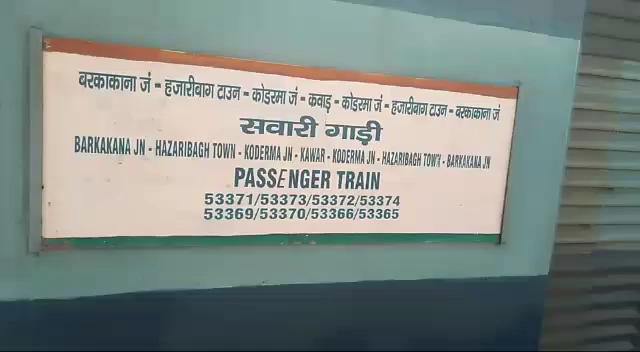 बरकाकाना जं - हजारीबाग टाउन - कोडरमा जं - कवाड़ - कोडरमा जं - हजारीबाग टाउन - बरकाकाना जं
सवारी गाड़ी
BARKAKANA JN - HAZARIBAGH TOWN - KODERMA JN - KAWAR - KODERMA JN - HAZARIBAGH TOWN - BARKAKANA JN
PASSENGER TRAIN
53371/53373/53372/53374
53369/53370/53366/53365